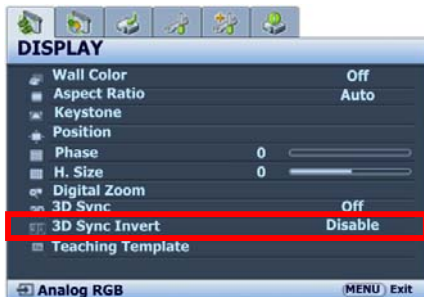 DISPLAY
Wall Color Off
Aspect Ratio Auto
Keystone
Position
Phase 0
H. Size 0
Digital Zoom
3D Sync Off
3D Sync Invert Disable
Teaching Template
Analog RGB MENU Exit